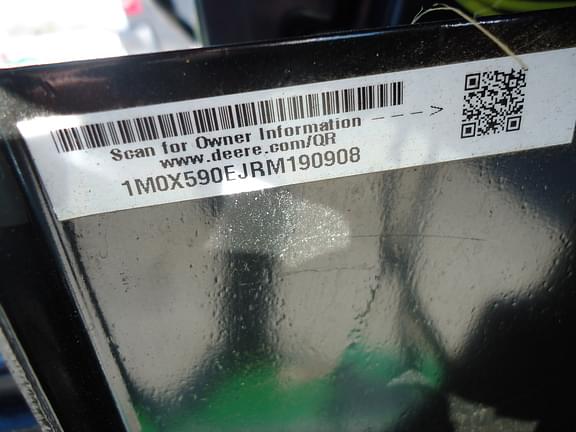 Scan for Owner Information ---->
www.deere.com/QR
1M0X590EJRM190908